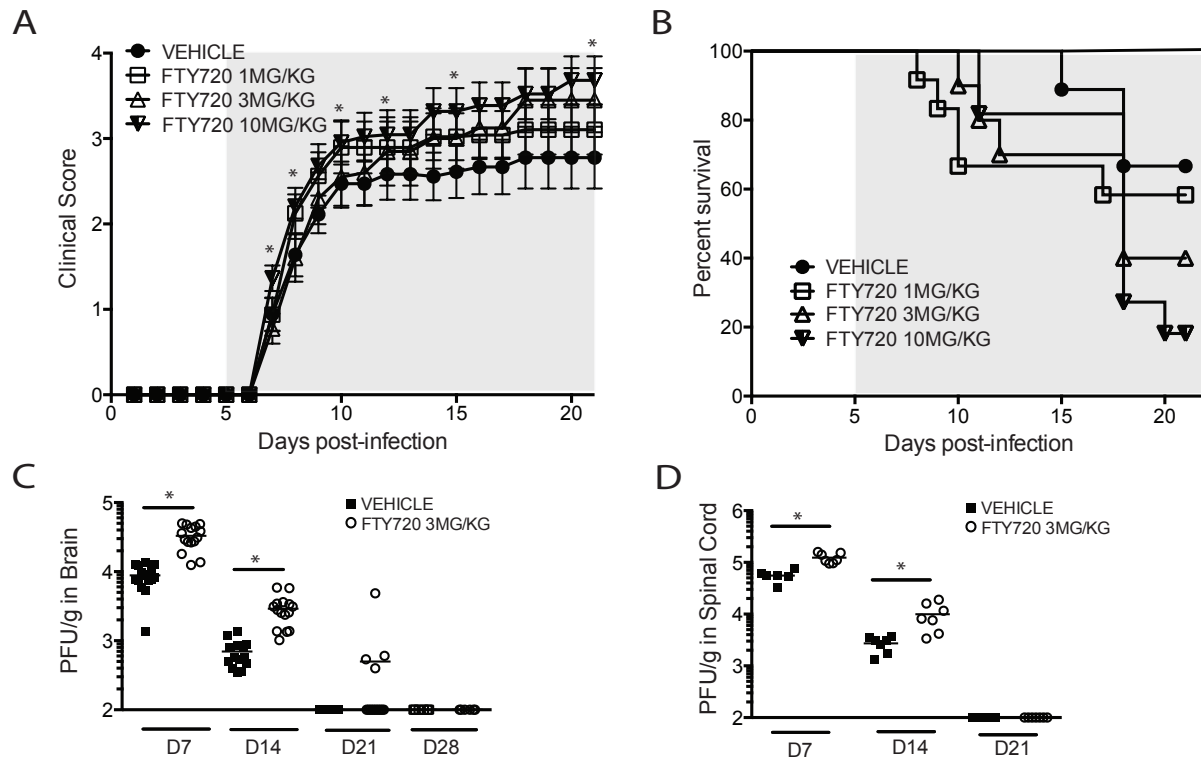 A
VEHICLE
FTY720 1MG/KG
FTY720 3MG/KG
FTY720 10MG/KG
* * * * * *
4
3
2
1
0
Clinical Score
0 5 10 15 20
Days post-infection
B
100
80
60
40
20
0
Percent survival
VEHICLE
FTY720 1MG/KG
FTY720 3MG/KG
FTY720 10MG/KG
0 5 10 15 20
Days post-infection
C
5
4
3
2
PFU/g in Brain
* *
VEHICLE
FTY720 3MG/KG
D7 D14 D21 D28
D
6
5
4
3
2
PFU/g in Spinal Cord
* *
VEHICLE
FTY720 3MG/KG
D7 D14 D21